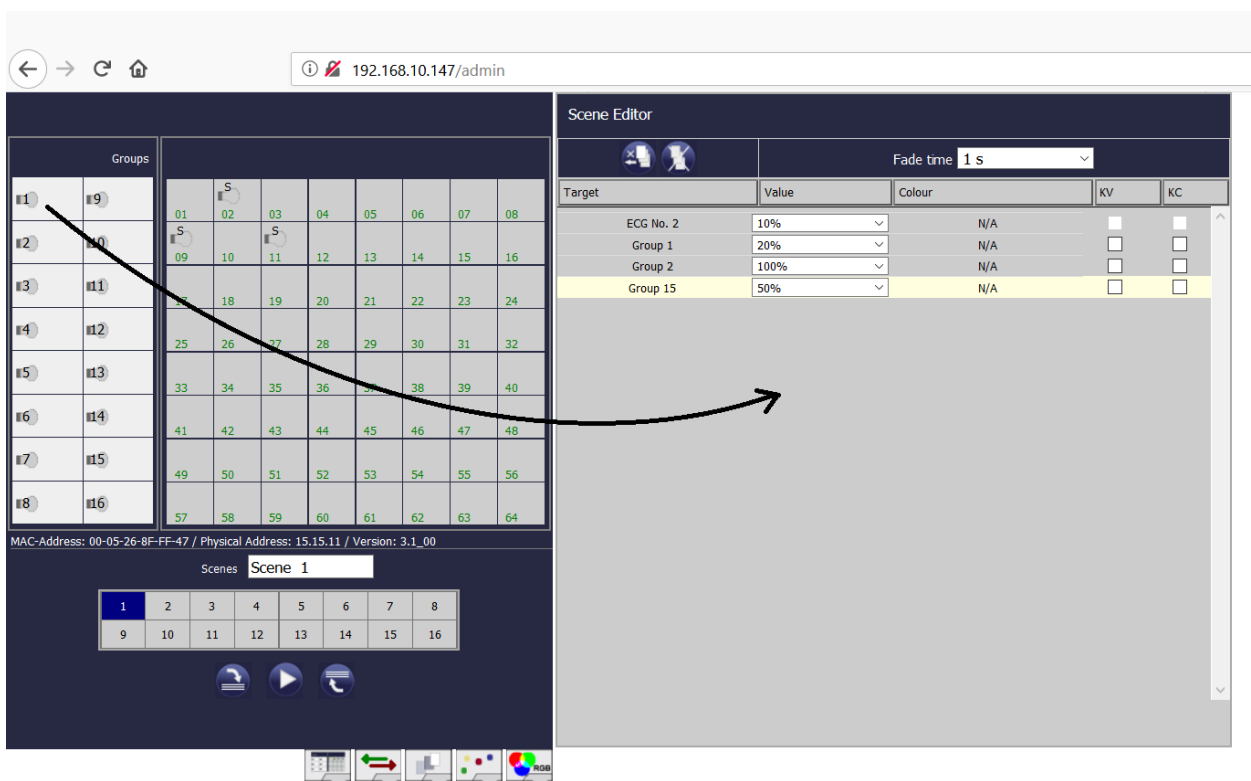 192.168.10.147/admin
Scene Editor
Groups
Fade time 1 s
Target Value Colour KV KC
ECG No. 2 10% N/A
Group 1 20% N/A
Group 2 100% N/A
Group 15 50% N/A
1 9
2 10
3 11
4 12
5 13
6 14
7 15
8 16
S
01 02 03 04 05 06 07 08
S S
09 10 11 12 13 14 15 16
17 18 19 20 21 22 23 24
25 26 27 28 29 30 31 32
33 34 35 36 37 38 39 40
41 42 43 44 45 46 47 48
49 50 51 52 53 54 55 56
57 58 59 60 61 62 63 64
MAC-Address: 00-05-26-8F-FF-47 / Physical Address: 15.15.11 / Version: 3.1_00
Scenes Scene 1
1 2 3 4 5 6 7 8
9 10 11 12 13 14 15 16
RGB